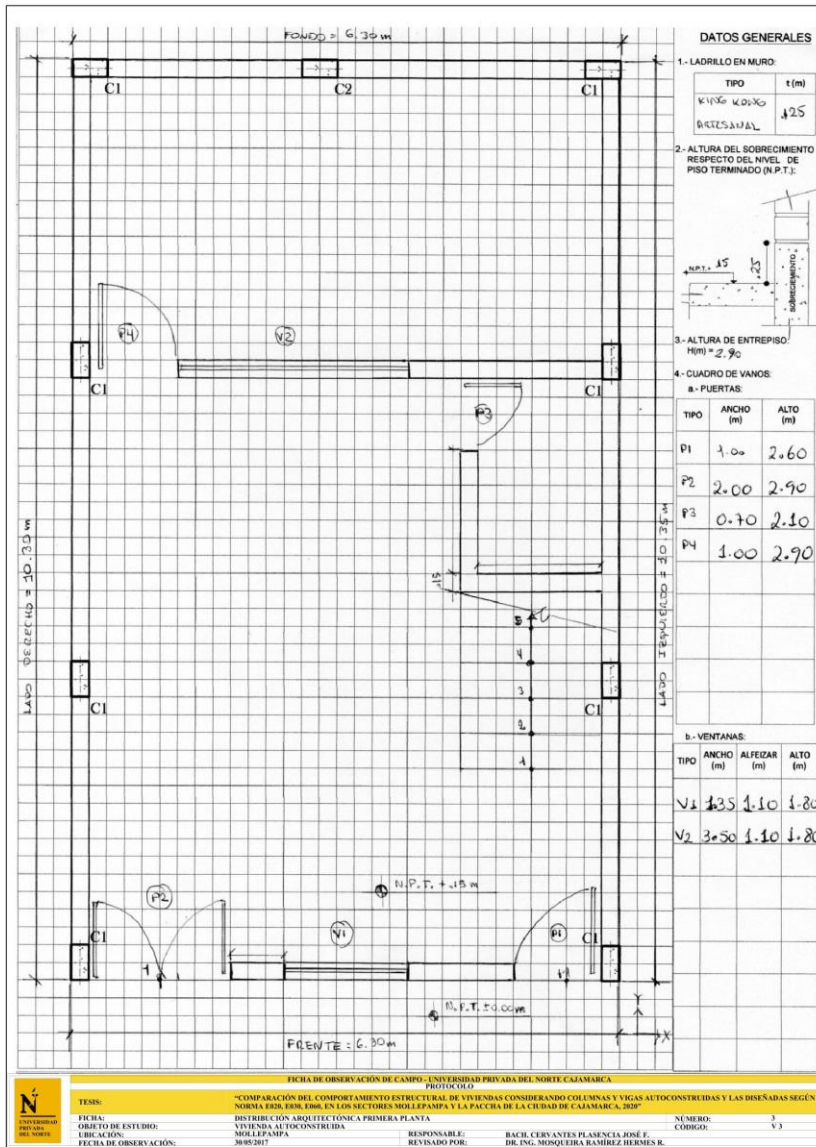 FONDO = 6.30 m
C1
C2
C1
P4
V2
C1
C1
P3
LADO DERECHO = 10.35 m
LADO IZQUIERDO = 10.35 m
.15
5
4
3
2
1
C1
C1
N.P.T. + .15 m
P2
C1
V1
P1
C1
N.P.T. ±0.00m
Y
X
FRENTE = 6.30 m
DATOS GENERALES
1.- LADRILLO EN MURO:
TIPO t (m)
KING KONG
ARTESANAL
.125
2.- ALTURA DEL SOBRECIMIENTO
RESPECTO DEL NIVEL DE
PISO TERMINADO (N.P.T.):
N.P.T.+ .15
.25
SOBRECIMIENTO
3.- ALTURA DE ENTREPISO:
H(m) = 2.90
4.- CUADRO DE VANOS:
a.- PUERTAS:
TIPO ANCHO (m) ALTO (m)
P1 1.00 2.60
P2 2.00 2.90
P3 0.70 2.10
P4 1.00 2.90
b.- VENTANAS:
TIPO ANCHO (m) ALFEIZAR (m) ALTO (m)
V1 1.35 1.10 1.80
V2 3.50 1.10 1.80
N
UNIVERSIDAD
PRIVADA
DEL NORTE
FICHA DE OBSERVACIÓN DE CAMPO - UNIVERSIDAD PRIVADA DEL NORTE CAJAMARCA
PROTOCOLO
TESIS: "COMPARACIÓN DEL COMPORTAMIENTO ESTRUCTURAL DE VIVIENDAS CONSIDERANDO COLUMNAS Y VIGAS AUTOCONSTRUIDAS Y LAS DISEÑADAS SEGÚN
NORMA E020, E030, E060, EN LOS SECTORES MOLLEPAMPA Y LA PACCHA DE LA CIUDAD DE CAJAMARCA, 2020"
FICHA: DISTRIBUCIÓN ARQUITECTÓNICA PRIMERA PLANTA NÚMERO: 3
OBJETO DE ESTUDIO: VIVIENDA AUTOCONSTRUIDA CÓDIGO: V 3
UBICACIÓN: MOLLEPAMPA RESPONSABLE: BACH. CERVANTES PLASENCIA JOSÉ F.
FECHA DE OBSERVACIÓN: 30/05/2017 REVISADO POR: DR. ING. MOSQUEIRA RAMÍREZ HERMES R.